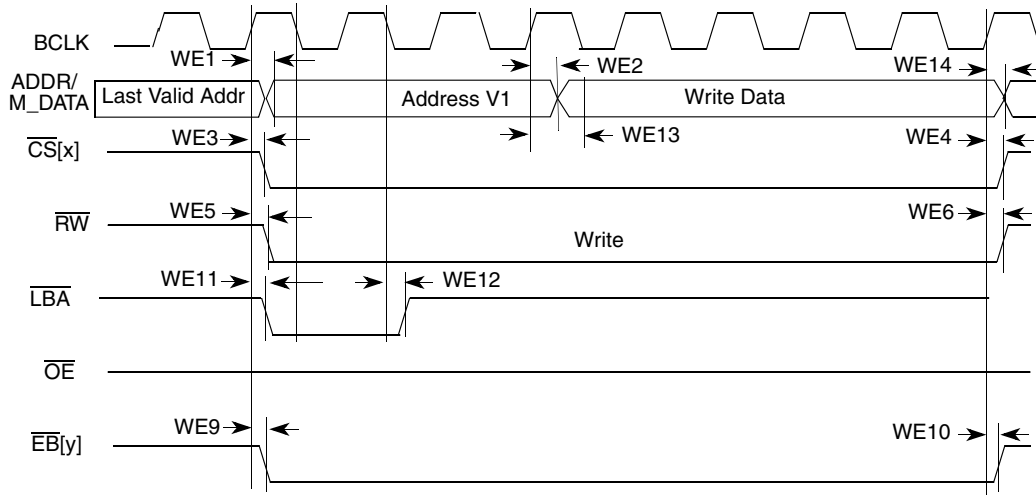 BCLK
WE1
WE2
WE14
ADDR/
M_DATA
Last Valid Addr
Address V1
Write Data
WE3
WE13
WE4
CS[x]
WE5
WE6
RW
Write
WE11
WE12
LBA
OE
WE9
WE10
EB[y]